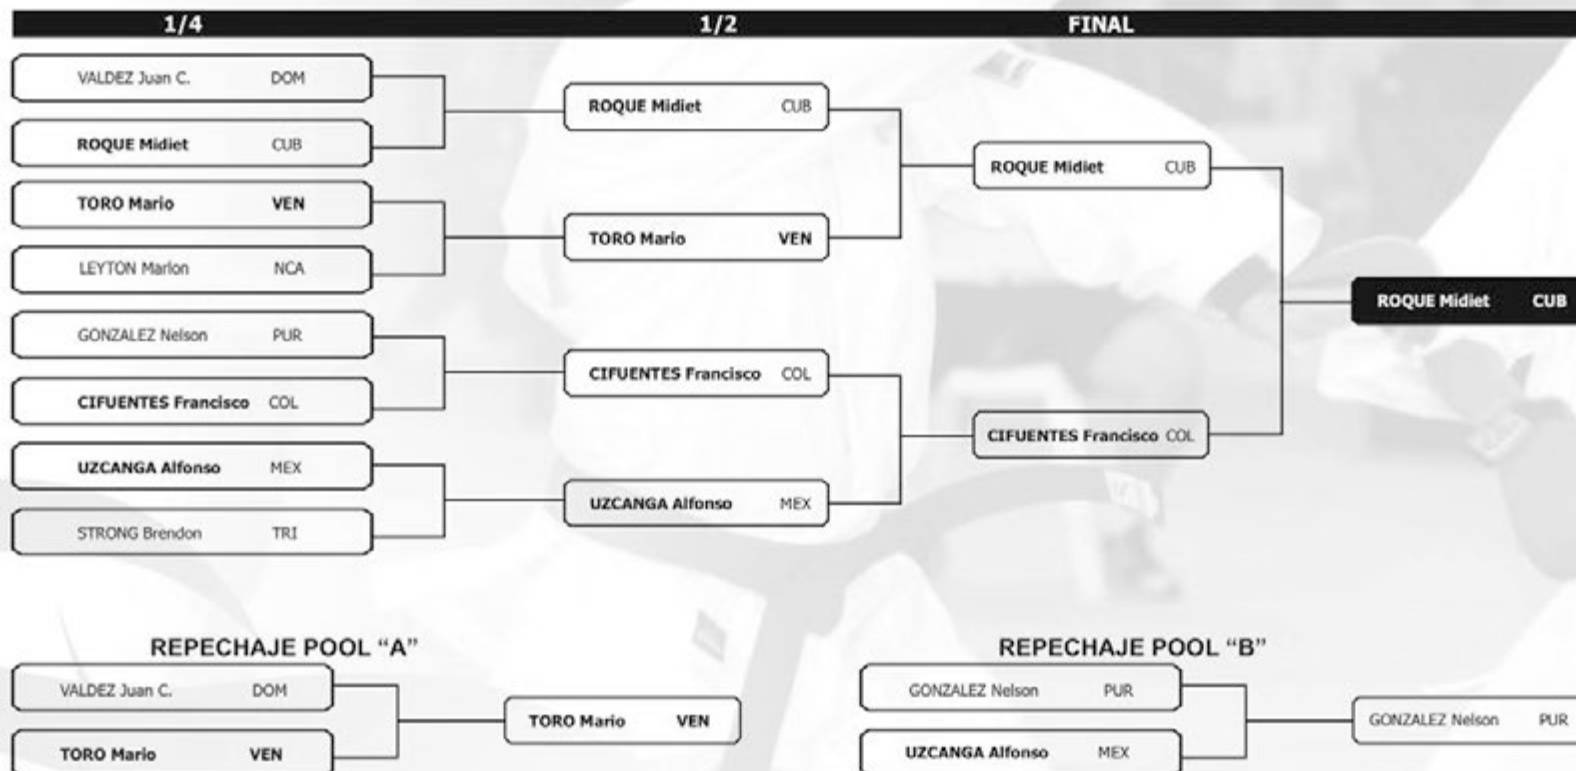 1/4 1/2 FINAL
VALDEZ Juan C. DOM
ROQUE Midiet CUB
TORO Mario VEN
LEYTON Marlon NCA
GONZALEZ Nelson PUR
CIFUENTES Francisco COL
UZCANGA Alfonso MEX
STRONG Brendon TRI
ROQUE Midiet CUB
TORO Mario VEN
CIFUENTES Francisco COL
UZCANGA Alfonso MEX
ROQUE Midiet CUB
CIFUENTES Francisco COL
ROQUE Midiet CUB
REPECHAJE POOL “A”
VALDEZ Juan C. DOM
TORO Mario VEN
TORO Mario VEN
REPECHAJE POOL “B”
GONZALEZ Nelson PUR
UZCANGA Alfonso MEX
GONZALEZ Nelson PUR